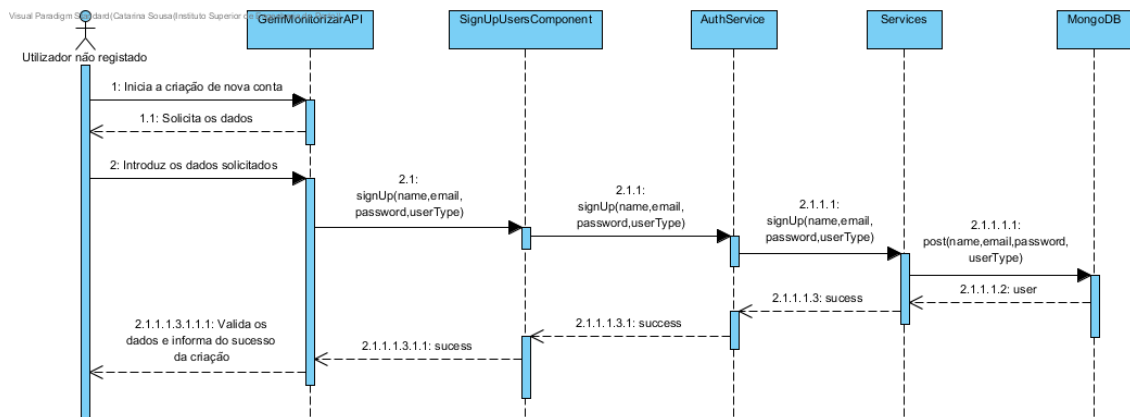 Visual Paradigm Standard(Catarina Sousa(Instituto Superior de
GerirMonitorizarAPI
SignUpUsersComponent
AuthService
Services
MongoDB
Utilizador não registado
1: Inicia a criação de nova conta
1.1: Solicita os dados
2: Introduz os dados solicitados
2.1:
signUp(name,email,
password,userType)
2.1.1:
signUp(name,email,
password,userType)
2.1.1.1:
signUp(name,email,
password,userType)
2.1.1.1.1:
post(name,email,password,
userType)
2.1.1.1.2: user
2.1.1.1.3: sucess
2.1.1.1.3.1: success
2.1.1.1.3.1.1: sucess
2.1.1.1.3.1.1.1: Valida os
dados e informa do sucesso
da criação